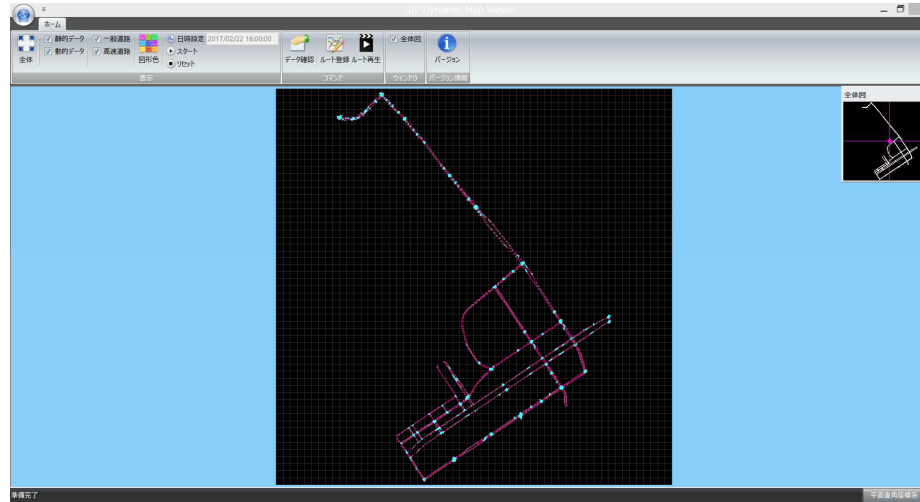 SIP Dynamic Map Viewer
ホーム
静的データ 一般道路 日時設定 2017/02/22 16:00:00 全体図
動的データ 高速道路 スタート
全体 図形色 リセット データ確認 ルート登録 ルート再生 バージョン
表示 コマンド ウインドウ バージョン情報
全体図
準備完了 平面直角座標系